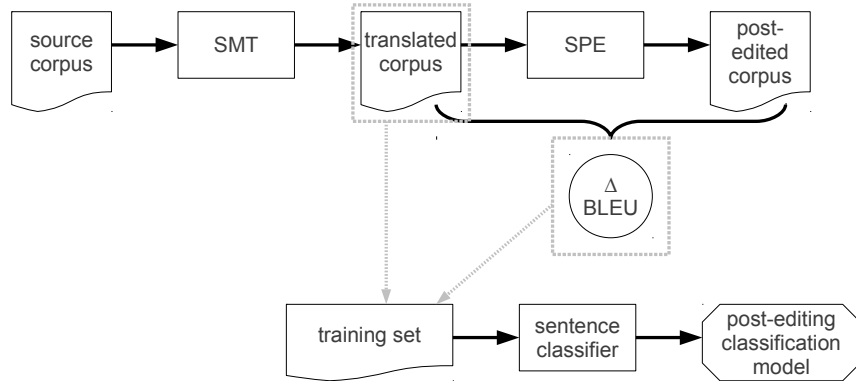 source
corpus
SMT
translated
corpus
SPE
post-
edited
corpus
Δ
BLEU
training set
sentence
classifier
post-editing
classification
model